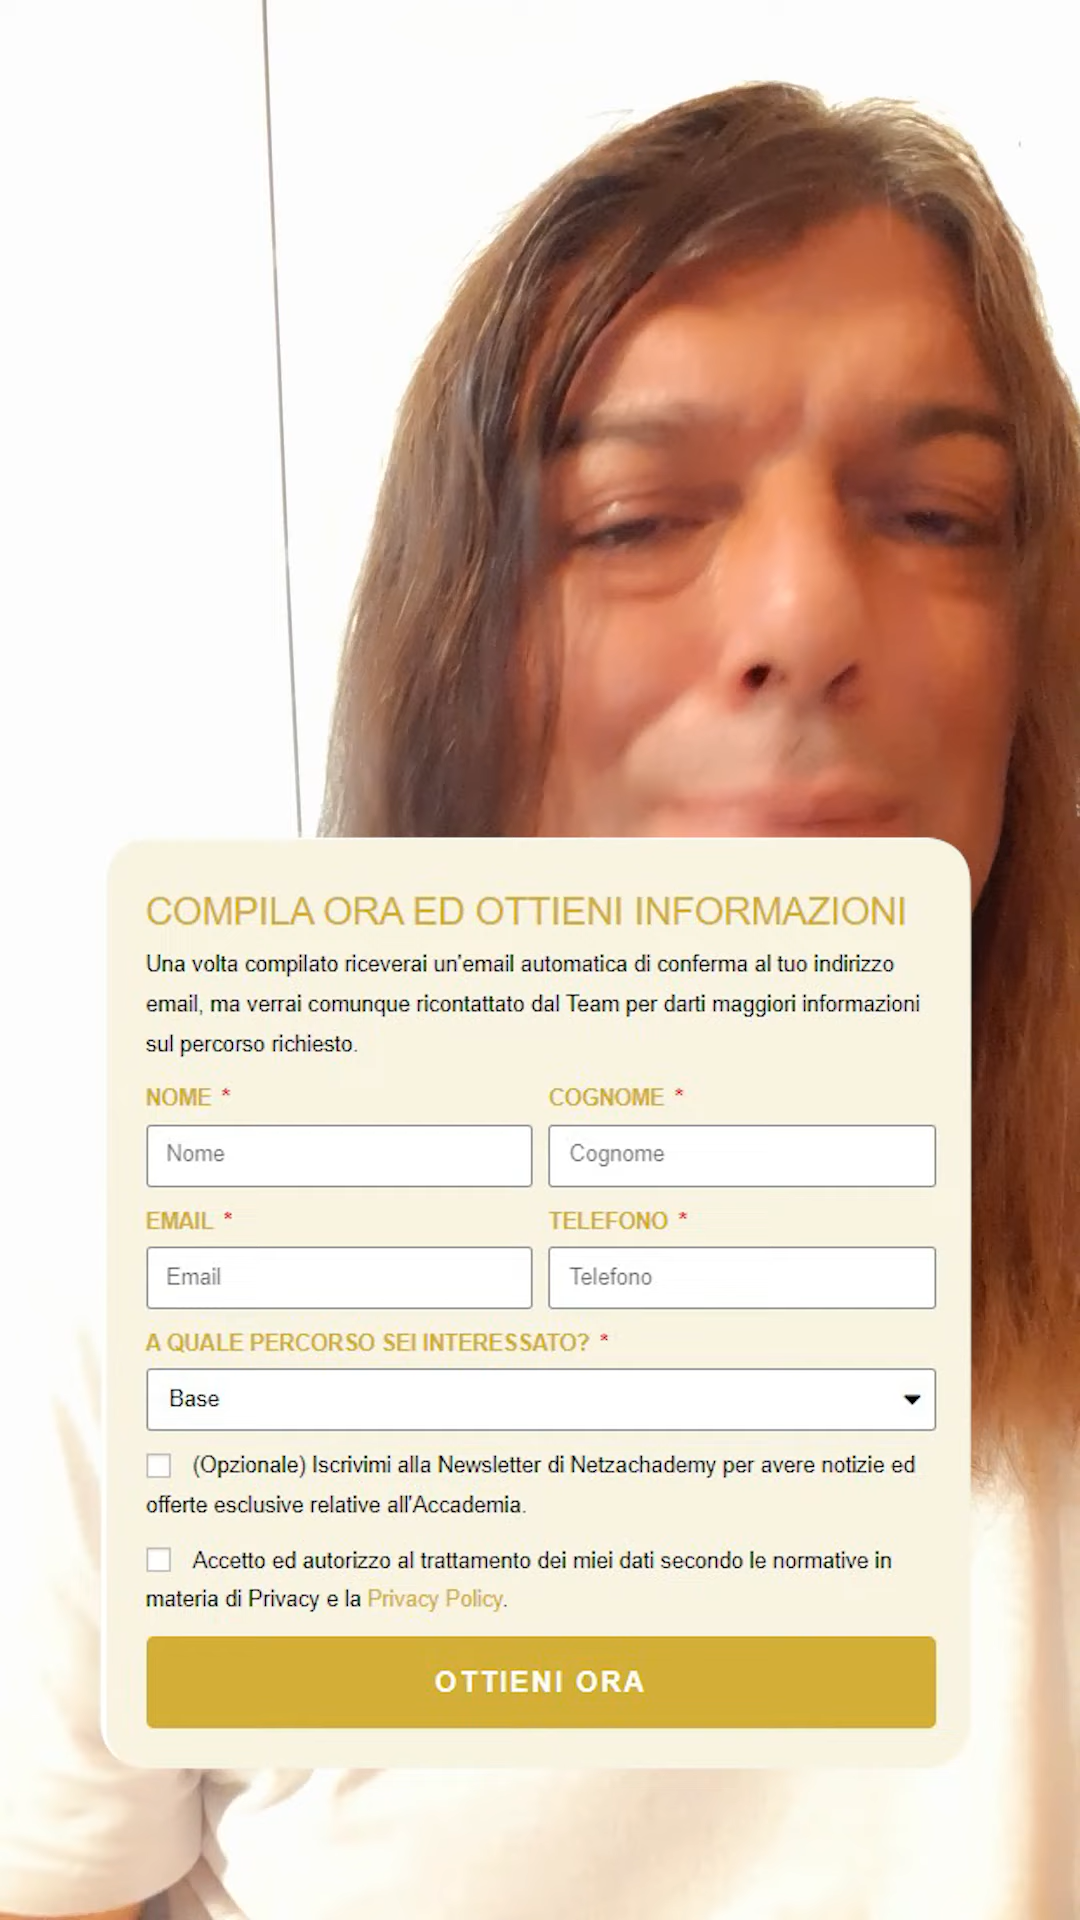 COMPILA ORA ED OTTIENI INFORMAZIONI
Una volta compilato riceverai un'email automatica di conferma al tuo indirizzo
email, ma verrai comunque ricontattato dal Team per darti maggiori informazioni
sul percorso richiesto.
NOME * COGNOME *
Nome Cognome
EMAIL * TELEFONO *
Email Telefono
A QUALE PERCORSO SEI INTERESSATO? *
Base
(Opzionale) Iscrivimi alla Newsletter di Netzachademy per avere notizie ed
offerte esclusive relative all'Accademia.
Accetto ed autorizzo al trattamento dei miei dati secondo le normative in
materia di Privacy e la Privacy Policy.
OTTIENI ORA